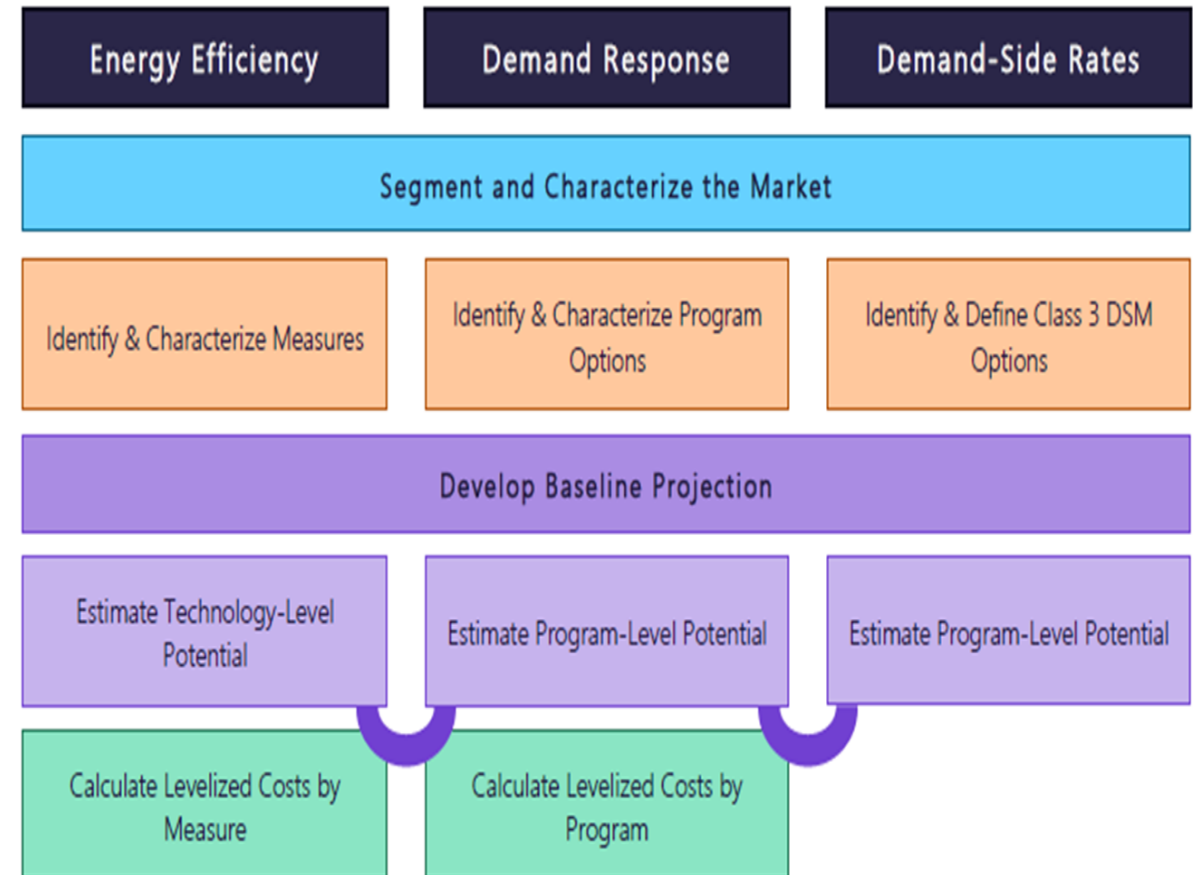 Energy Efficiency
Demand Response
Demand-Side Rates
Segment and Characterize the Market
Identify & Characterize Measures
Identify & Characterize Program
Options
Identify & Define Class 3 DSM
Options
Develop Baseline Projection
Estimate Technology-Level
Potential
Estimate Program-Level Potential
Estimate Program-Level Potential
Calculate Levelized Costs by
Measure
Calculate Levelized Costs by
Program